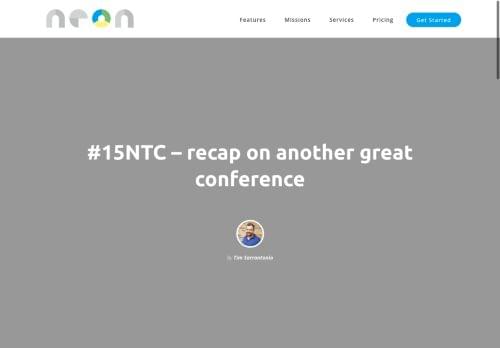 neon
Features Missions Services Pricing Get Started
#15NTC – recap on another great
conference
by Tim Sarrantonio